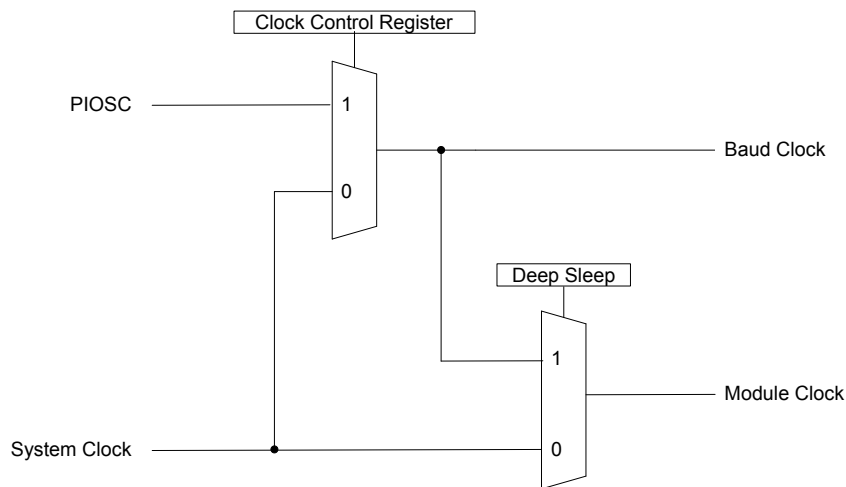 Clock Control Register
PIOSC
1
Baud Clock
0
Deep Sleep
1
Module Clock
System Clock
0